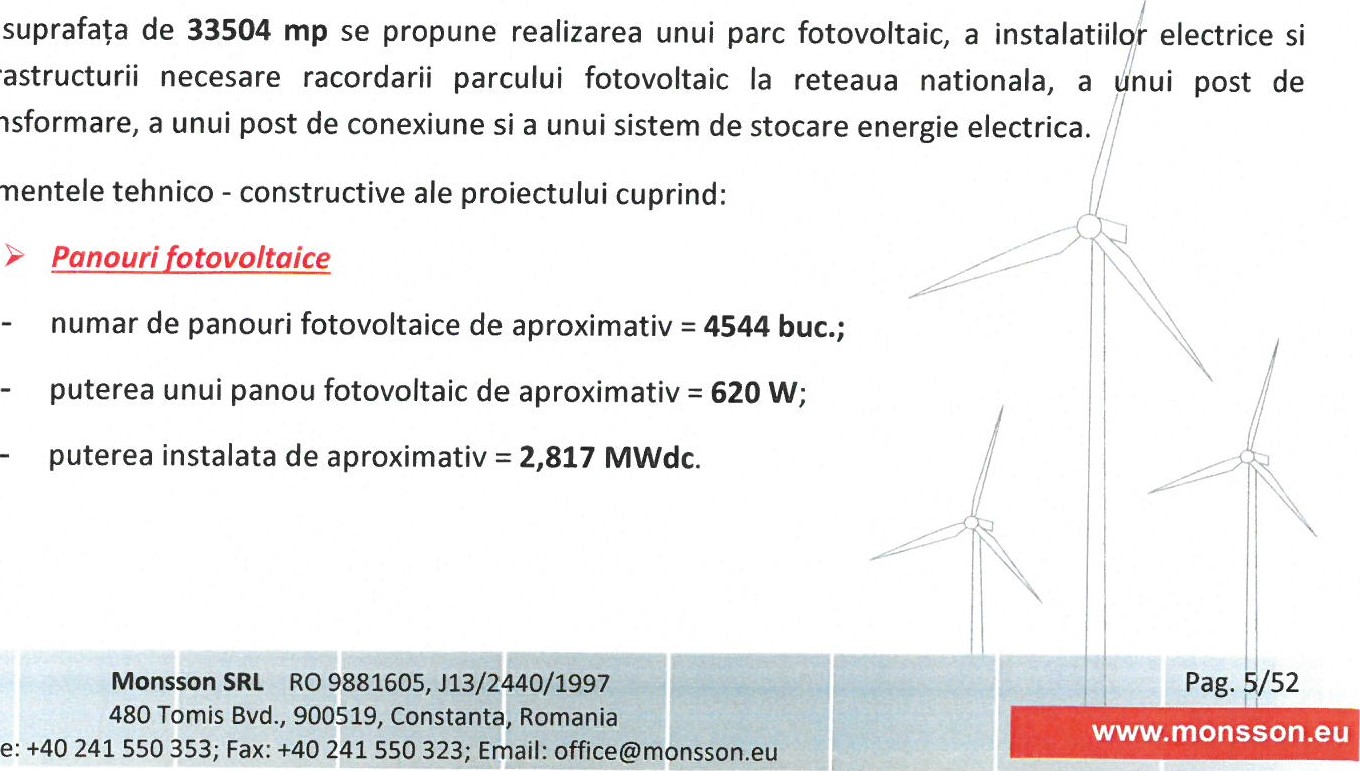 suprafața de 33504 mp se propune realizarea unui parc fotovoltaic, a instalatiilor electrice si
rastructurii necesare racordarii parcului fotovoltaic la reteaua nationala, a unui post de
nsformare, a unui post de conexiune si a unui sistem de stocare energie electrica.
mentele tehnico - constructive ale proiectului cuprind:
➢ Panouri fotovoltaice
- numar de panouri fotovoltaice de aproximativ = 4544 buc.;
- puterea unui panou fotovoltaic de aproximativ = 620 W;
- puterea instalata de aproximativ = 2,817 MWdc.
Monsson SRL RO 9881605, J13/2440/1997
Pag. 5/52
480 Tomis Bvd., 900519, Constanta, Romania
www.monsson.eu
e: +40 241 550 353; Fax: +40 241 550 323; Email: office@monsson.eu